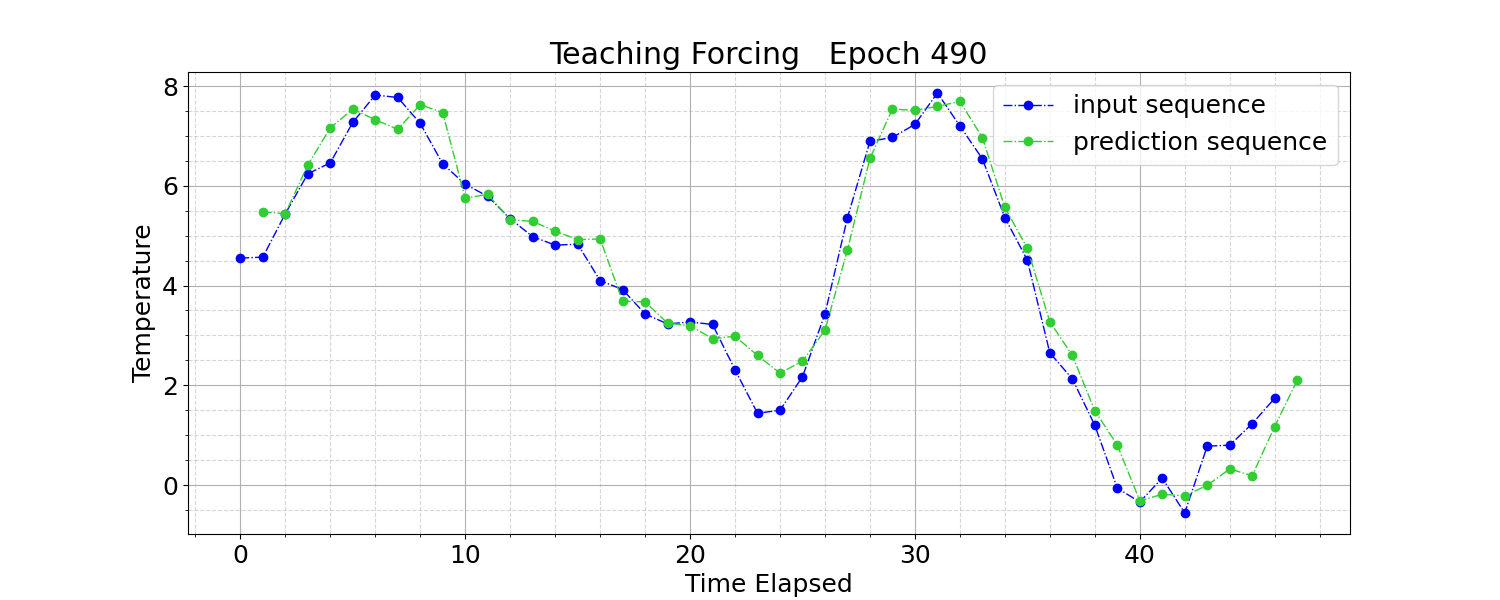 Teaching Forcing   Epoch 490
input sequence
prediction sequence
Temperature
8
6
4
2
0
0 10 20 30 40
Time Elapsed